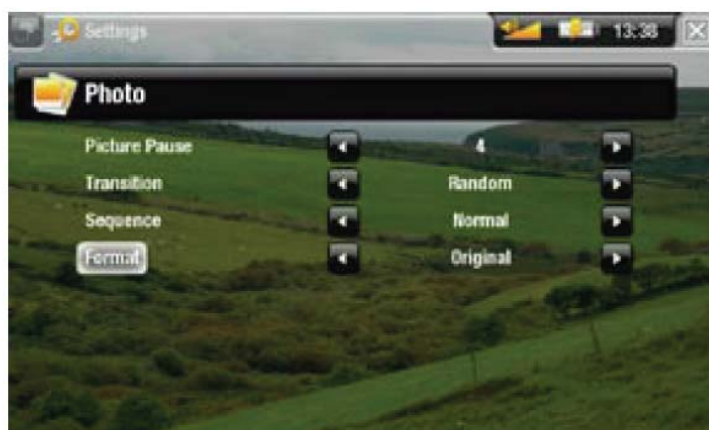 Settings 13:38
Photo
Picture Pause 4
Transition Random
Sequence Normal
Format Original